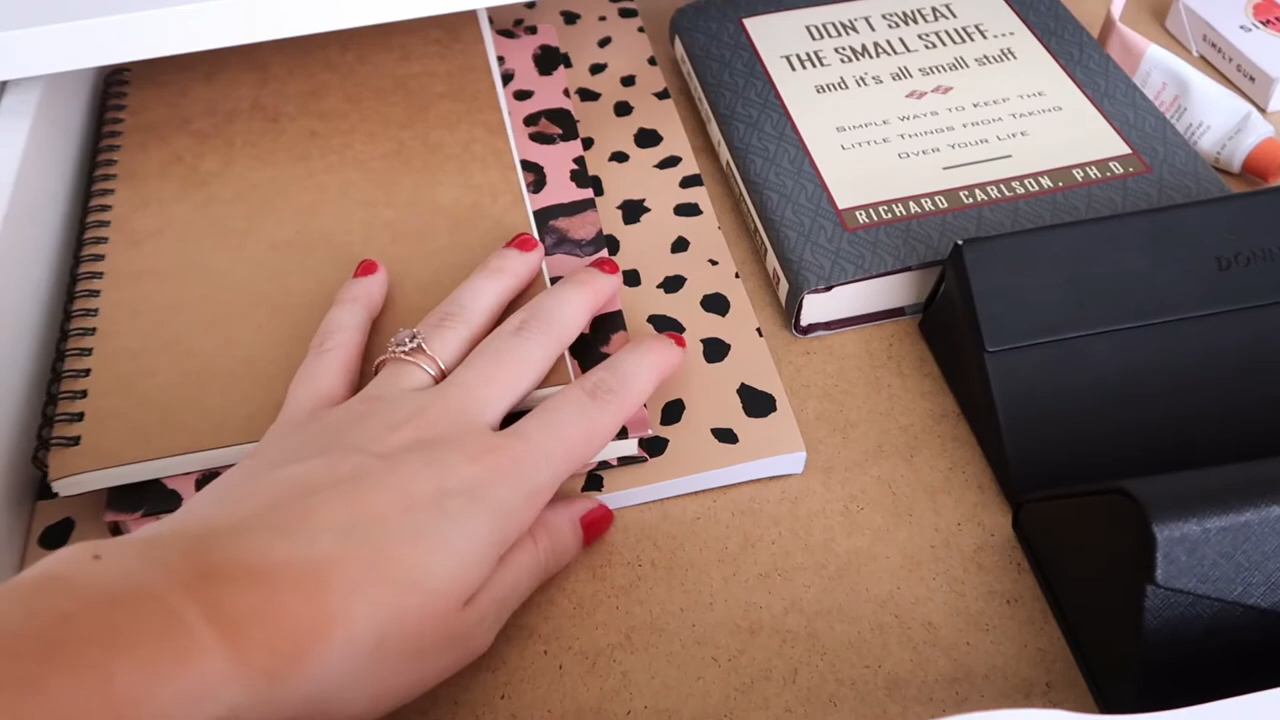 DON'T SWEAT
THE SMALL STUFF...
and it's all small stuff
SIMPLE WAYS TO KEEP THE
LITTLE THINGS FROM TAKING
OVER YOUR LIFE
RICHARD CARLSON, PH.D.
SIMPLY GUM